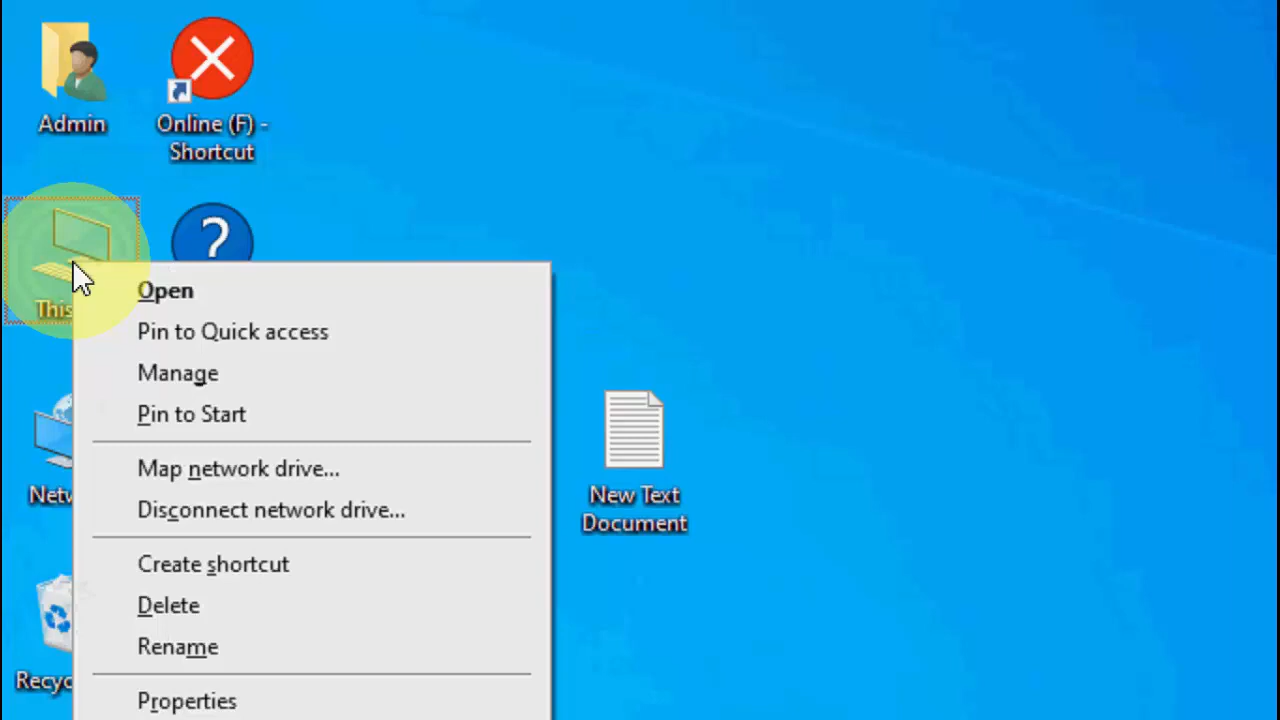 Admin
Online (F) -
Shortcut
This
Open
Pin to Quick access
Manage
Pin to Start
Map network drive...
Disconnect network drive...
Create shortcut
Delete
Rename
Properties
Netw
New Text
Document
Recyc